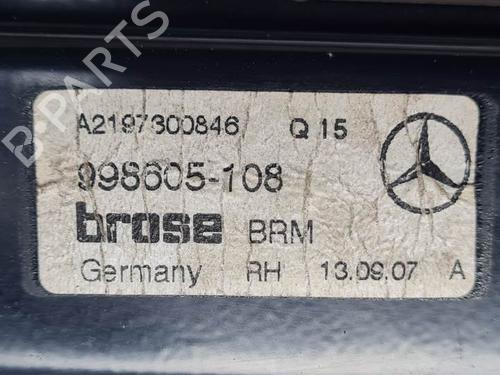 B-PARTS
A2197300846 Q 15
998605-108
brose BRM
Germany RH 13.09.07 A